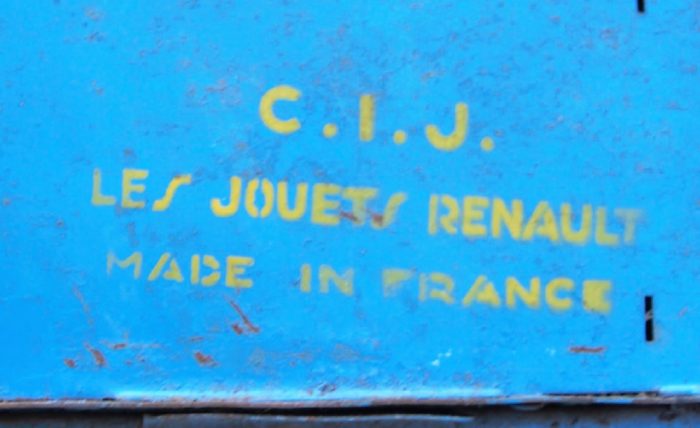 C.I.J.
LES JOUETS RENAULT
MADE IN FRANCE